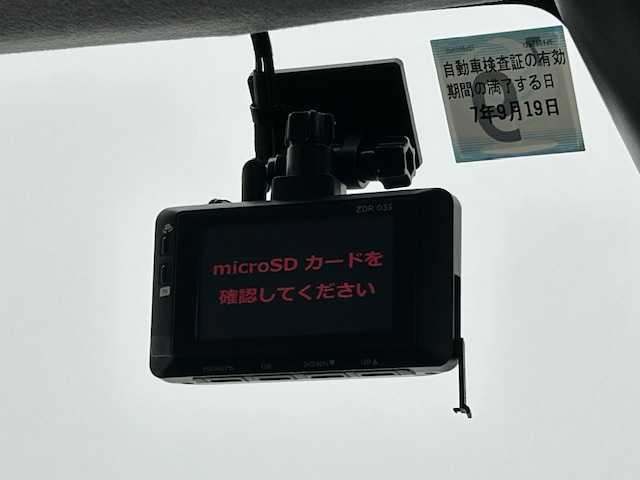 自動車検査証の有効
期間の満了する日
7年9月19日
9
ZDR 035
microSD カードを
確認してください